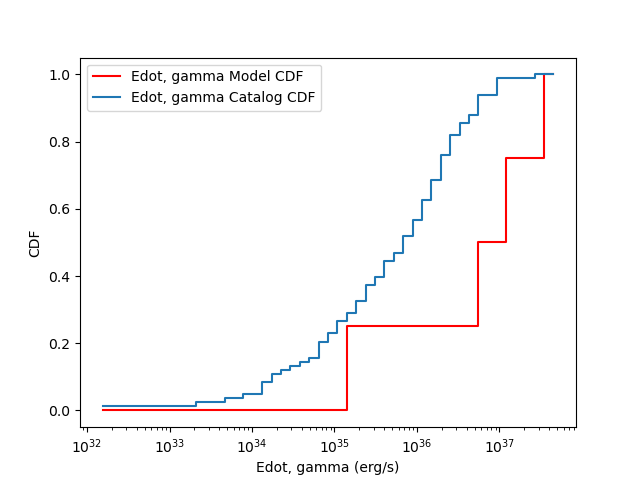 Edot, gamma Model CDF
Edot, gamma Catalog CDF
1.0
0.8
0.6
0.4
0.2
0.0
CDF
10^32 10^33 10^34 10^35 10^36 10^37
Edot, gamma (erg/s)